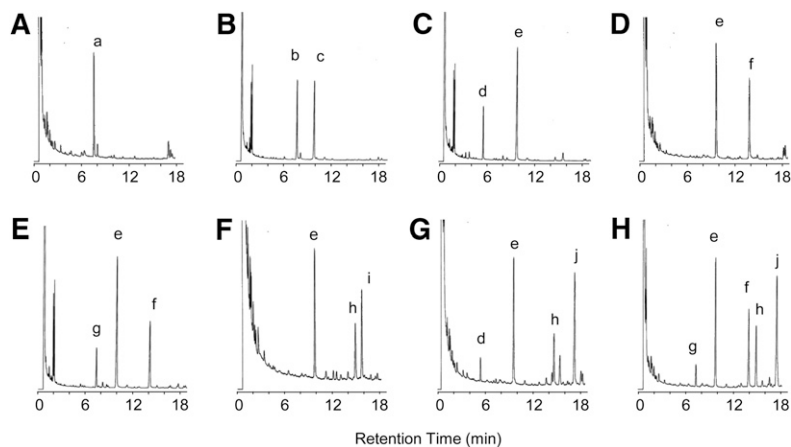 A B C D
a b c d e e f
0 6 12 18 0 6 12 18 0 6 12 18 0 6 12 18
E F G H
e g f e h i d e h j g e f h j
0 6 12 18 0 6 12 18 0 6 12 18 0 6 12 18
Retention Time (min)